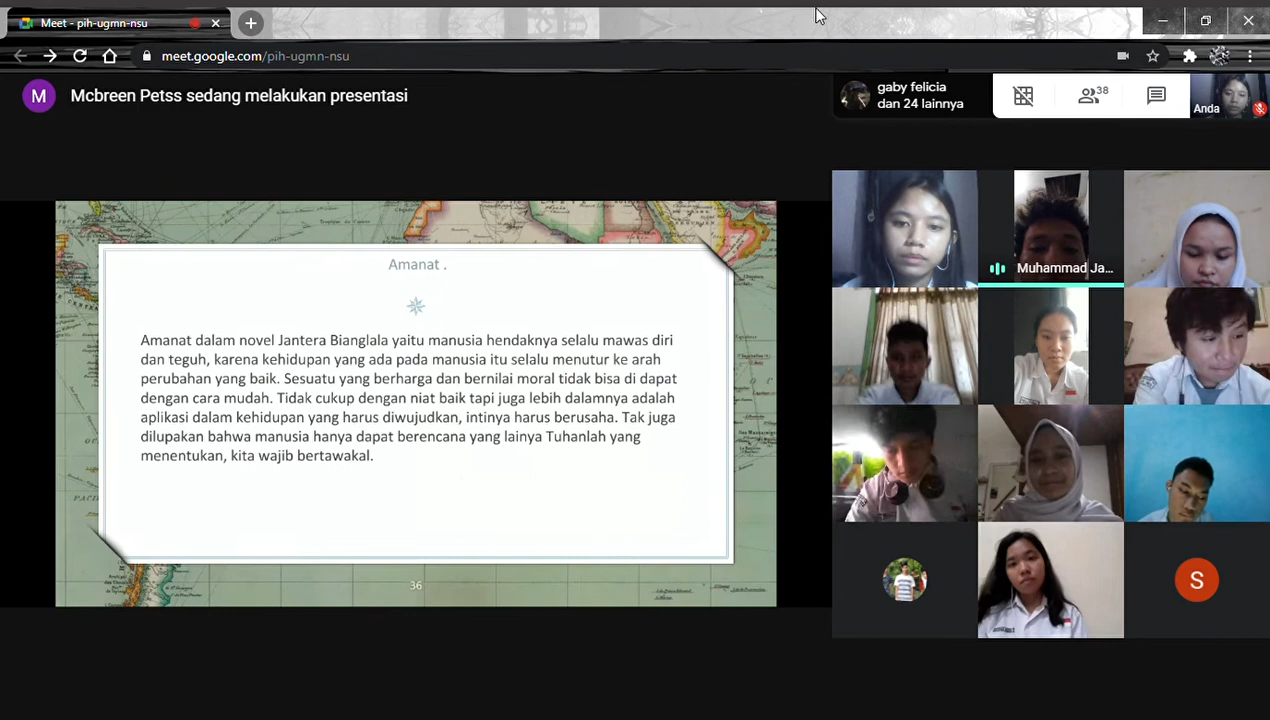 Meet - pih-ugmn-nsu
meet.google.com/pih-ugmn-nsu
M
Mcbreen Petss sedang melakukan presentasi
gaby felicia
dan 24 lainnya
38
Anda
Muhammad Ja...
Amanat .
Amanat dalam novel Jantera Bianglala yaitu manusia hendaknya selalu mawas diri
dan teguh, karena kehidupan yang ada pada manusia itu selalu menutur ke arah
perubahan yang baik. Sesuatu yang berharga dan bernilai moral tidak bisa di dapat
dengan cara mudah. Tidak cukup dengan niat baik tapi juga lebih dalamnya adalah
aplikasi dalam kehidupan yang harus diwujudkan, intinya harus berusaha. Tak juga
dilupakan bahwa manusia hanya dapat berencana yang lainya Tuhanlah yang
menentukan, kita wajib bertawakal.
36
S